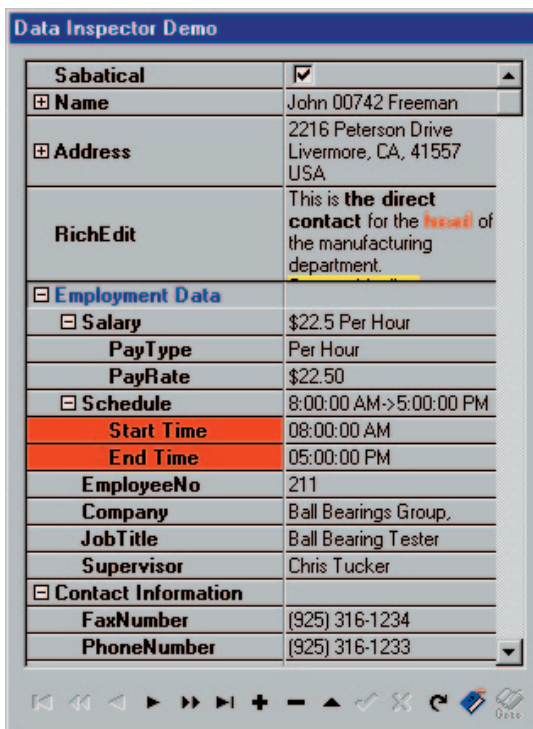 Data Inspector Demo
Sabatical
Name John 00742 Freeman
Address 2216 Peterson Drive
Livermore, CA, 41557
USA
RichEdit This is the direct
contact for the head of
the manufacturing
department.
Employment Data
Salary $22.5 Per Hour
PayType Per Hour
PayRate $22.50
Schedule 8:00:00 AM->5:00:00 PM
Start Time 08:00:00 AM
End Time 05:00:00 PM
EmployeeNo 211
Company Ball Bearings Group,
JobTitle Ball Bearing Tester
Supervisor Chris Tucker
Contact Information
FaxNumber (925) 316-1234
PhoneNumber (925) 316-1233
Goto